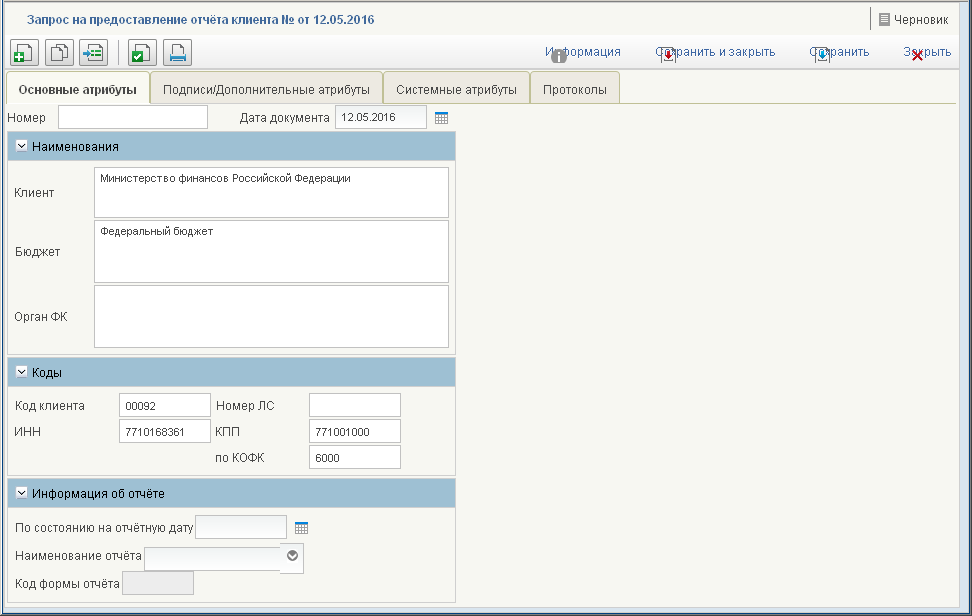 Запрос на предоставление отчёта клиента № от 12.05.2016
Черновик
Информация Сохранить и закрыть Сохранить Закрыть
Основные атрибуты Подписи/Дополнительные атрибуты Системные атрибуты Протоколы
Номер Дата документа 12.05.2016
Наименования
Клиент Министерство финансов Российской Федерации
Бюджет Федеральный бюджет
Орган ФК
Коды
Код клиента 00092 Номер ЛС
ИНН 7710168361 КПП 771001000
по КОФК 6000
Информация об отчёте
По состоянию на отчётную дату
Наименование отчёта
Код формы отчёта